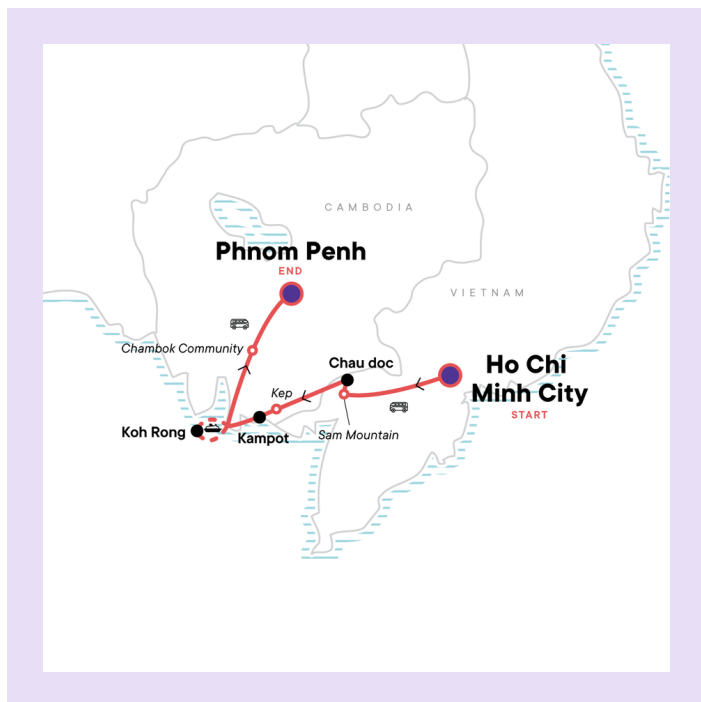 CAMBODIA
Phnom Penh
END
VIETNAM
Chambok Community
Chau doc
Ho Chi
Minh City
START
Kep
Koh Rong
Kampot
Sam Mountain